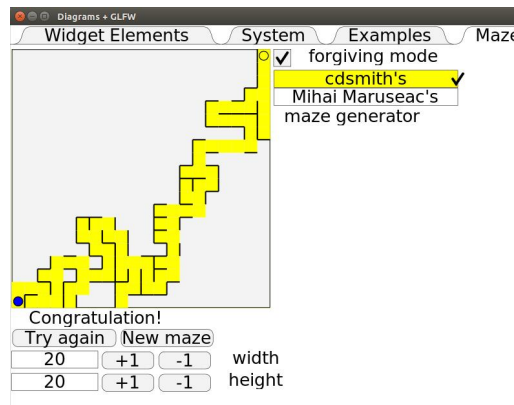 Diagrams + GLFW
Widget Elements System Examples Maze
forgiving mode
cdsmith's
Mihai Maruseac's
maze generator
Congratulation!
Try again New maze
20 +1 -1 width
20 +1 -1 height